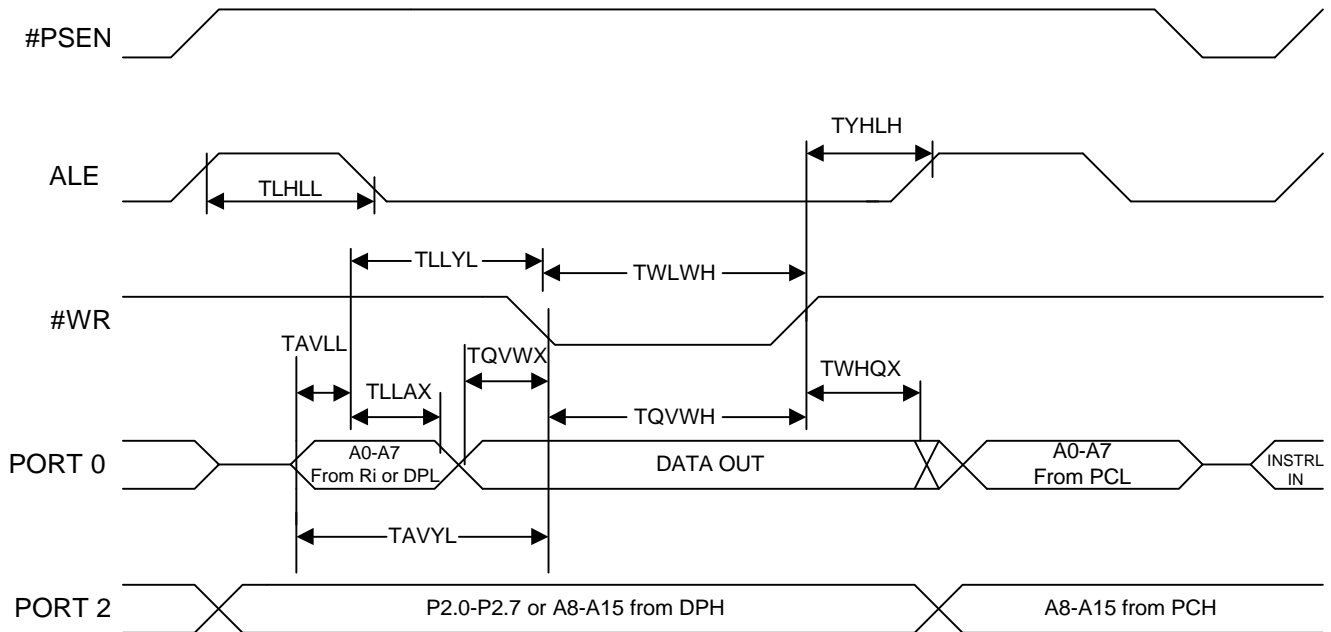 #PSEN
TYHLH
ALE
TLHLL
TLLYL
TWLWH
#WR
TAVLL
TQVWX
TWHQX
TLLAX
TQVWH
PORT 0
A0-A7
From Ri or DPL
DATA OUT
A0-A7
From PCL
INSTRL
IN
TAVYL
PORT 2
P2.0-P2.7 or A8-A15 from DPH
A8-A15 from PCH